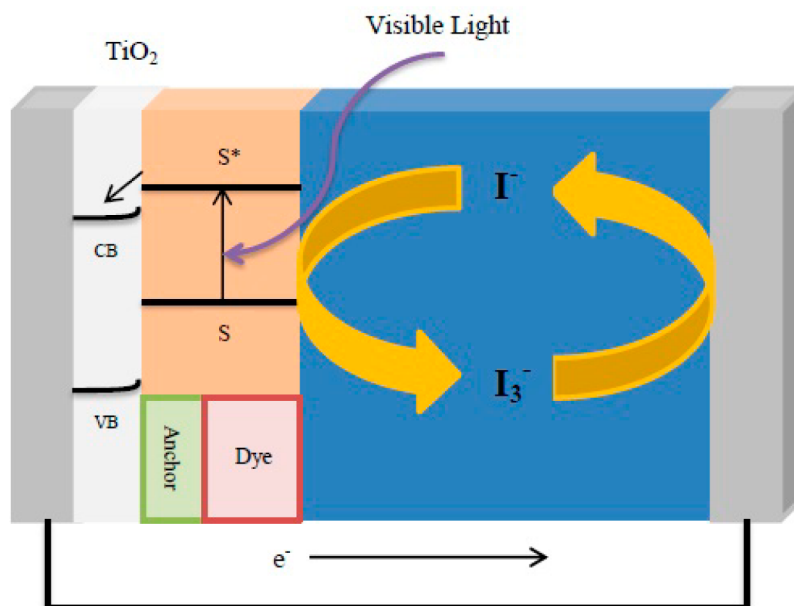 Visible Light
TiO₂
S*
I⁻
CB
S
I₃⁻
VB
Anchor
Dye
e⁻